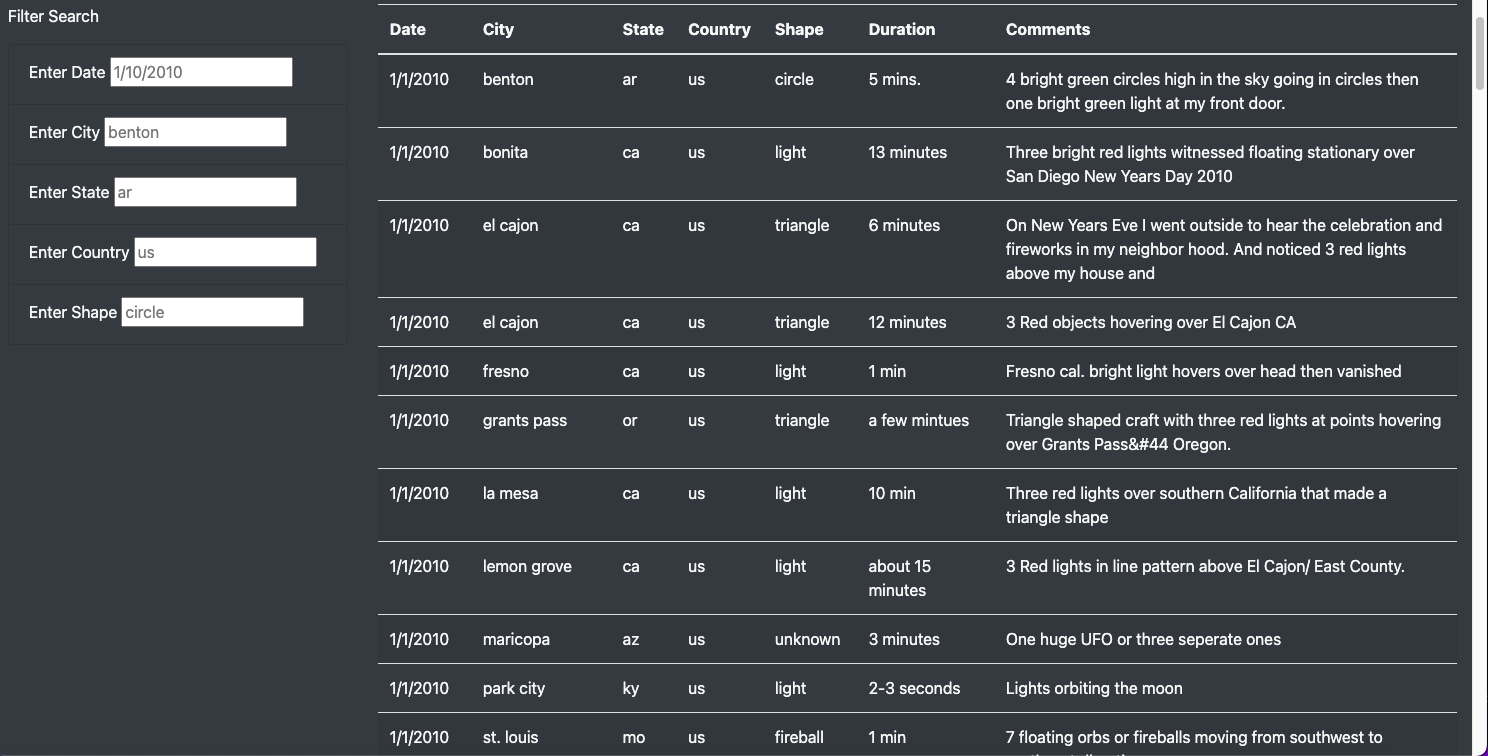 Filter Search
Enter Date 1/10/2010
Enter City benton
Enter State ar
Enter Country us
Enter Shape circle
Date City State Country Shape Duration Comments
1/1/2010 benton ar us circle 5 mins. 4 bright green circles high in the sky going in circles then
one bright green light at my front door.
1/1/2010 bonita ca us light 13 minutes Three bright red lights witnessed floating stationary over
San Diego New Years Day 2010
1/1/2010 el cajon ca us triangle 6 minutes On New Years Eve I went outside to hear the celebration and
fireworks in my neighbor hood. And noticed 3 red lights
above my house and
1/1/2010 el cajon ca us triangle 12 minutes 3 Red objects hovering over El Cajon CA
1/1/2010 fresno ca us light 1 min Fresno cal. bright light hovers over head then vanished
1/1/2010 grants pass or us triangle a few mintues Triangle shaped craft with three red lights at points hovering
over Grants Pass&#44 Oregon.
1/1/2010 la mesa ca us light 10 min Three red lights over southern California that made a
triangle shape
1/1/2010 lemon grove ca us light about 15 3 Red lights in line pattern above El Cajon/ East County.
minutes
1/1/2010 maricopa az us unknown 3 minutes One huge UFO or three seperate ones
1/1/2010 park city ky us light 2-3 seconds Lights orbiting the moon
1/1/2010 st. louis mo us fireball 1 min 7 floating orbs or fireballs moving from southwest to